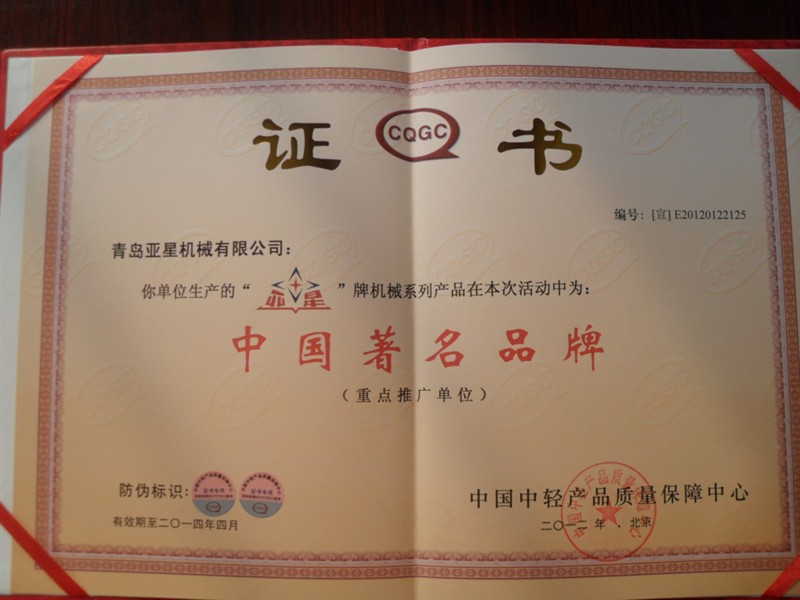 证 CQGC 书
编号：[宣] E20120122125
青岛亚星机械有限公司：
你单位生产的“亚星”牌机械系列产品在本次活动中为：
中国著名品牌
（重点推广单位）
防伪标识：
有效期至二〇一四年四月
中国中轻产品质量保障中心
二〇一二年·北京